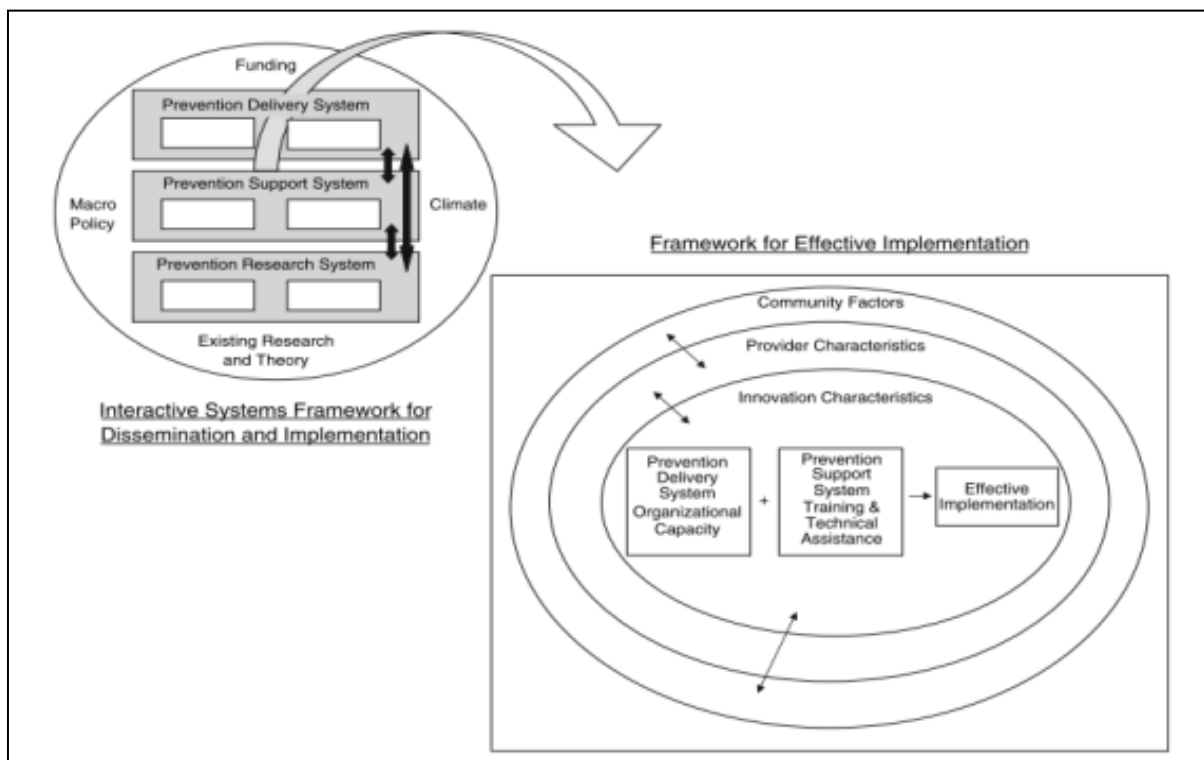 Funding
Prevention Delivery System
Prevention Support System
Macro
Policy
Climate
Prevention Research System
Existing Research
and Theory
Interactive Systems Framework for
Dissemination and Implementation
Framework for Effective Implementation
Community Factors
Provider Characteristics
Innovation Characteristics
Prevention
Delivery
System
Organizational
Capacity
+
Prevention
Support
System
Training &
Technical
Assistance
Effective
Implementation